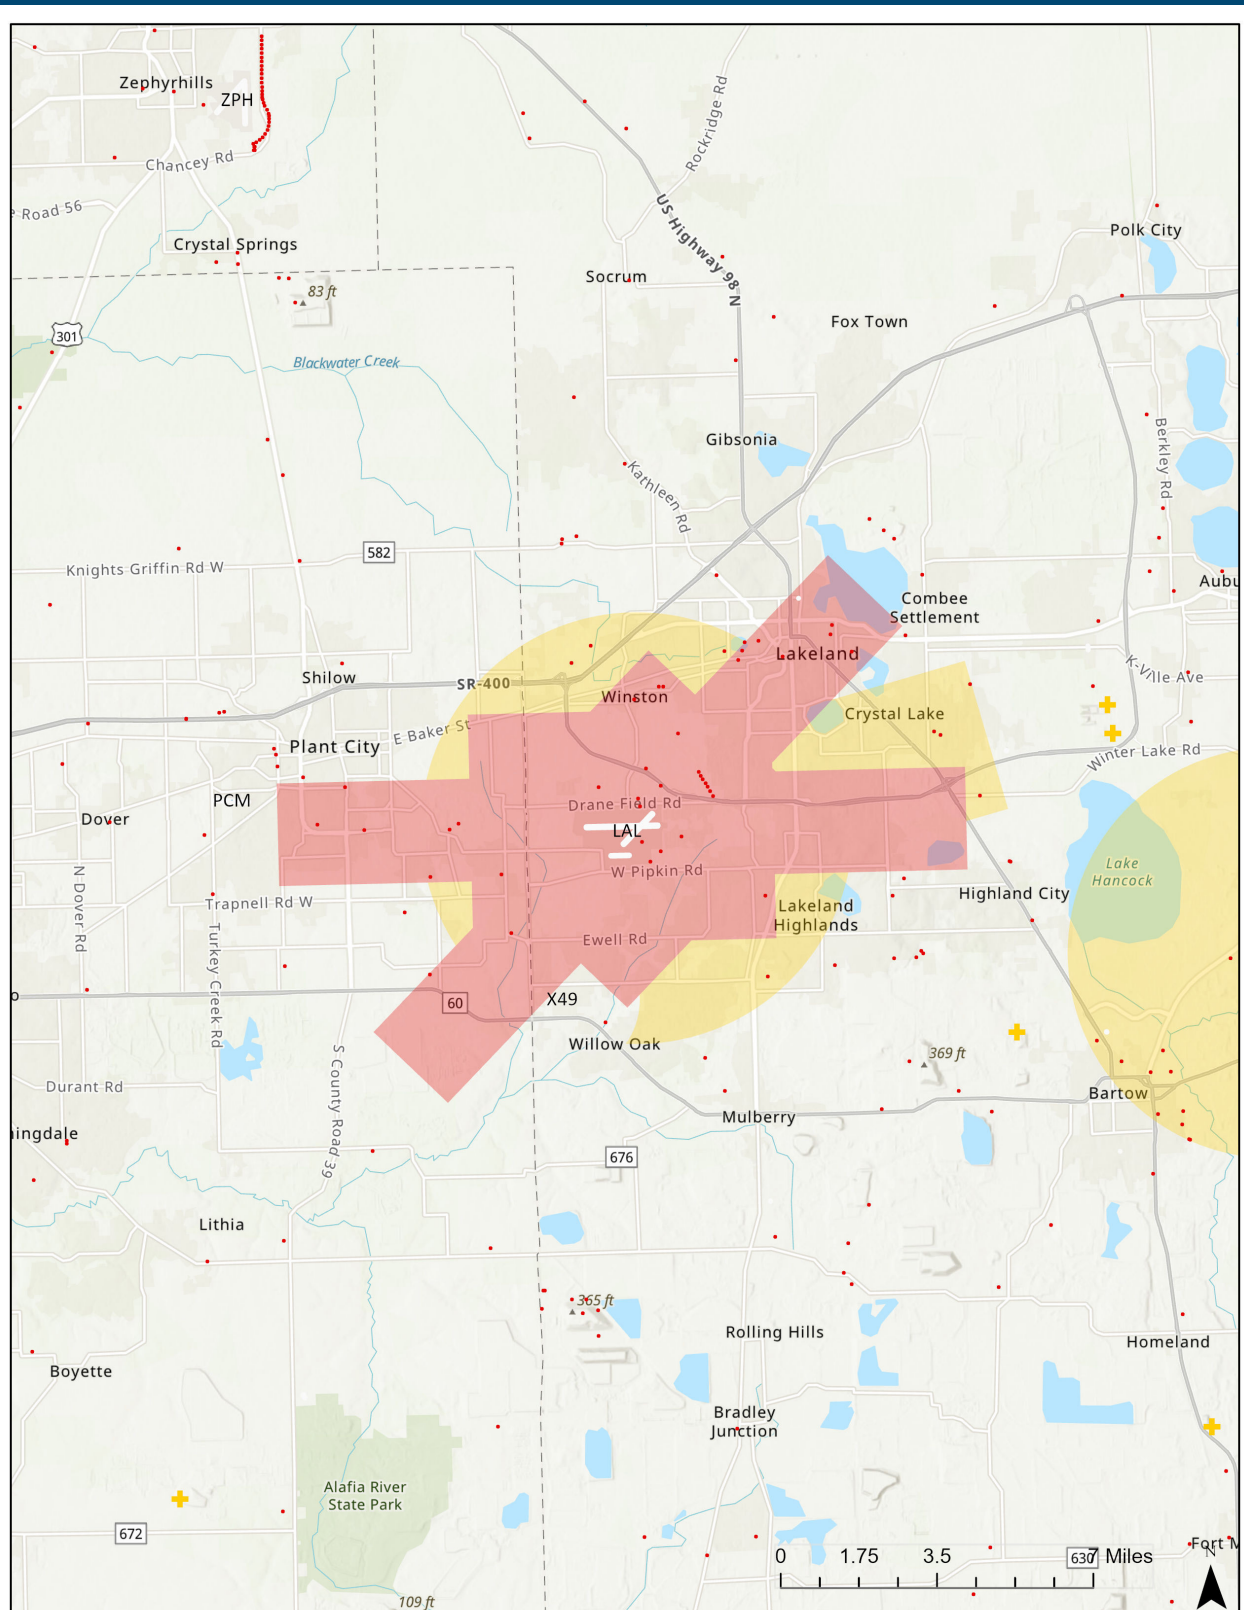 Zephyrhills
ZPH
Chancey Rd
Rockridge Rd
Road 56
US Highway 98 N
Crystal Springs
Polk City
Socrum
83 ft
Fox Town
301
Blackwater Creek
Gibsonia
Berkley Rd
Kathleen Rd
582
Knights Griffin Rd W
Aubu
Combee
Settlement
Lakeland
K-Ville Ave
Shilow
SR-400
Winston
Crystal Lake
E Baker St
Plant City
Winter Lake Rd
PCM
Drane Field Rd
Dover
LAL
W Pipkin Rd
Lake
Hancock
N Dover Rd
Trapnell Rd W
Highland City
Lakeland
Highlands
Turkey Creek Rd
Ewell Rd
o
60
X49
Willow Oak
369 ft
S County Road 39
Durant Rd
Bartow
Mulberry
ingdale
676
Lithia
365 ft
Rolling Hills
Homeland
Boyette
Bradley
Junction
Alafia River
State Park
672
Fort M
0 1.75 3.5 7 Miles
630
N
109 ft